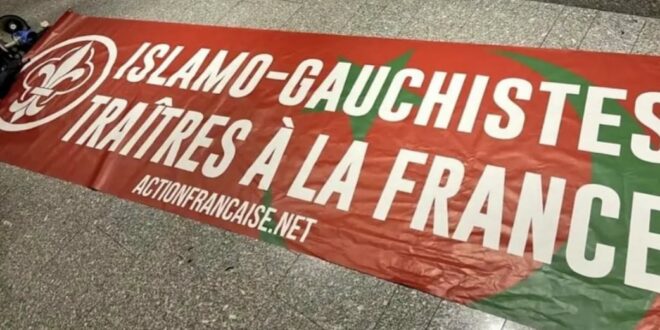 ISLAMO-GAUCHISTES
TRAÎTRES À LA FRANCE
ACTIONFRANCAISE.NET